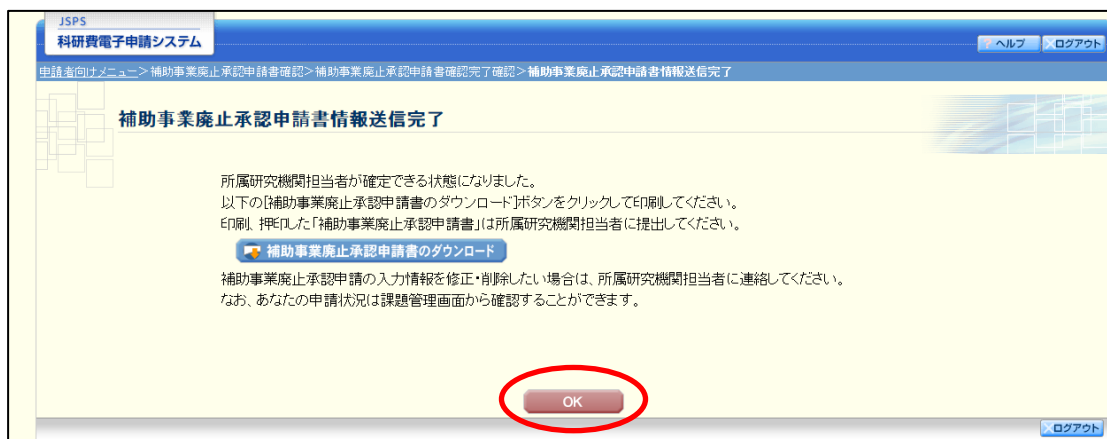 JSPS
科研費電子申請システム
? ヘルプ
ログアウト
申請者向けメニュー>補助事業廃止承認申請書確認>補助事業廃止承認申請書確認完了確認>補助事業廃止承認申請書情報送信完了
補助事業廃止承認申請書情報送信完了
所属研究機関担当者が確定できる状態になりました。
以下の[補助事業廃止承認申請書のダウンロード]ボタンをクリックして印刷してください。
印刷、押印した「補助事業廃止承認申請書」は所属研究機関担当者に提出してください。
補助事業廃止承認申請書のダウンロード
補助事業廃止承認申請の入力情報を修正・削除したい場合は、所属研究機関担当者に連絡してください。
なお、あなたの申請状況は課題管理画面から確認することができます。
OK
ログアウト